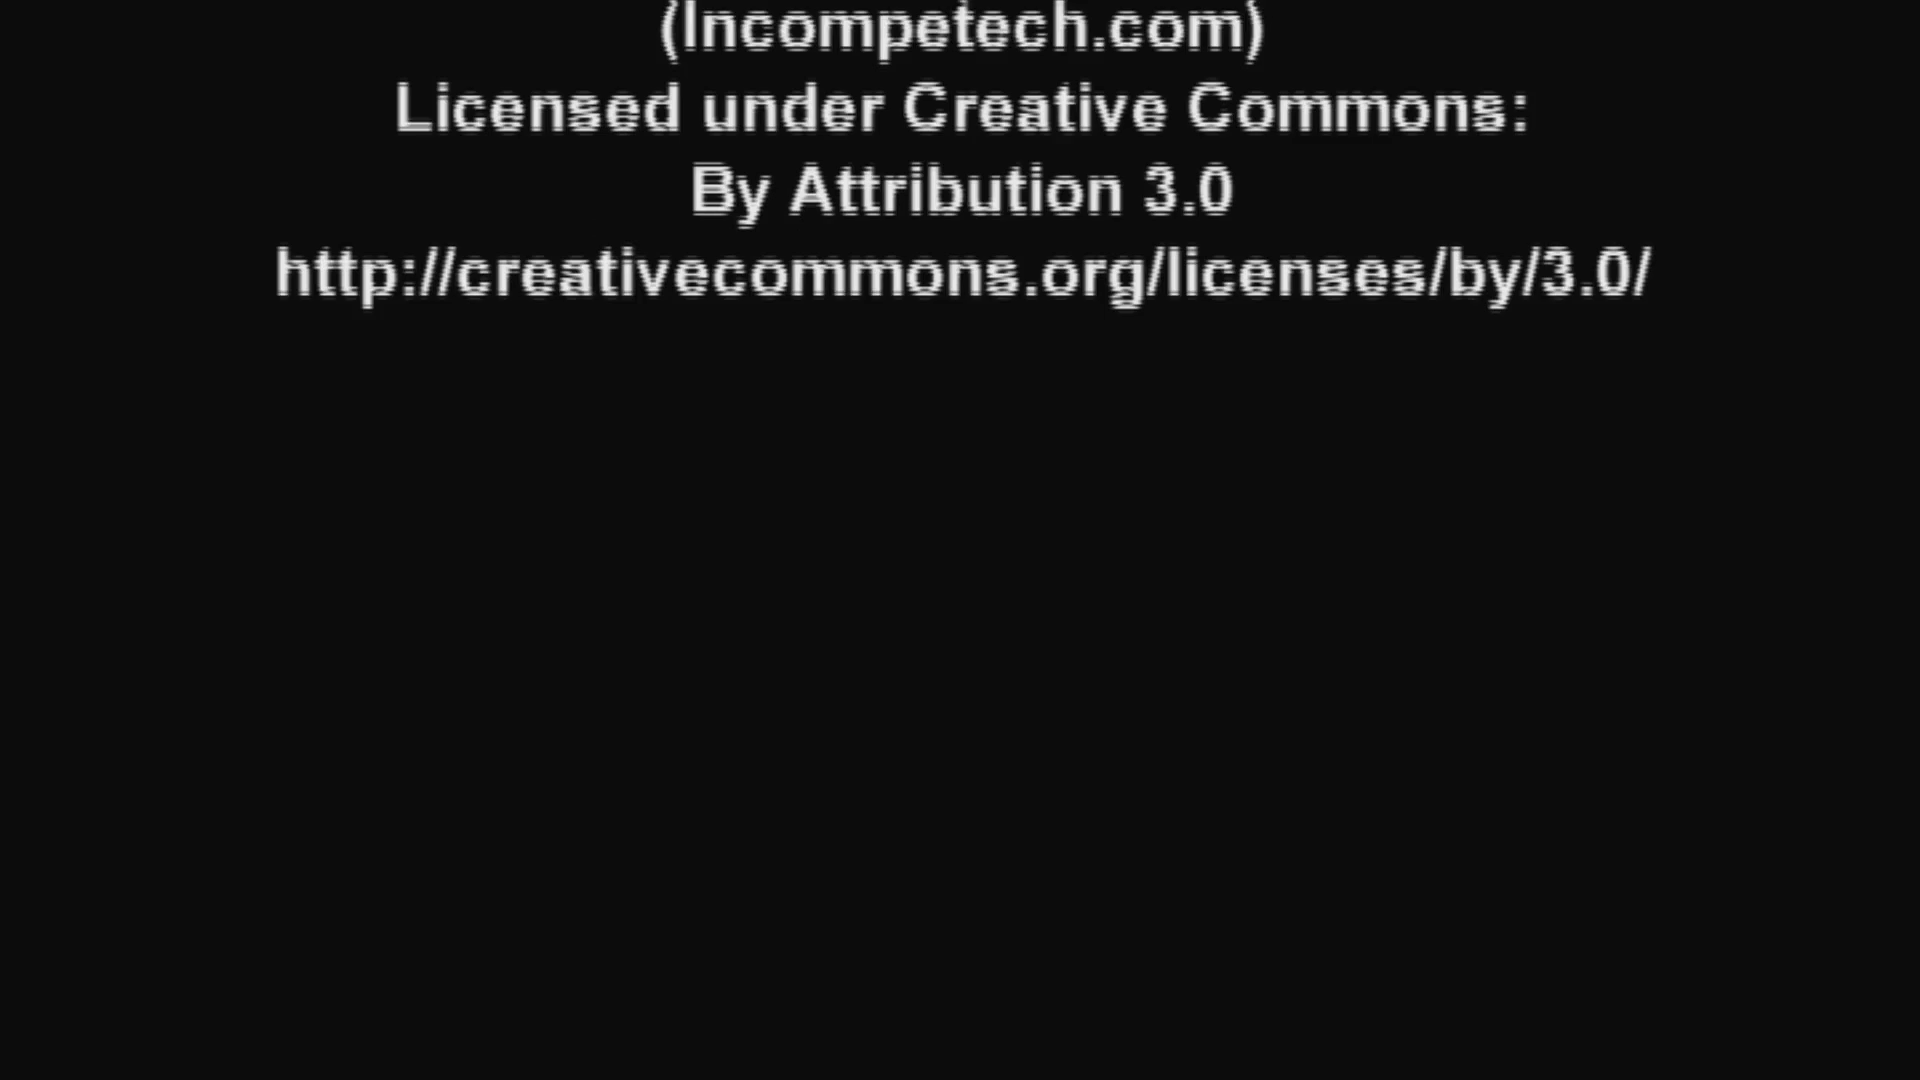 (Incompetech.com)
Licensed under Creative Commons:
By Attribution 3.0
http://creativecommons.org/licenses/by/3.0/